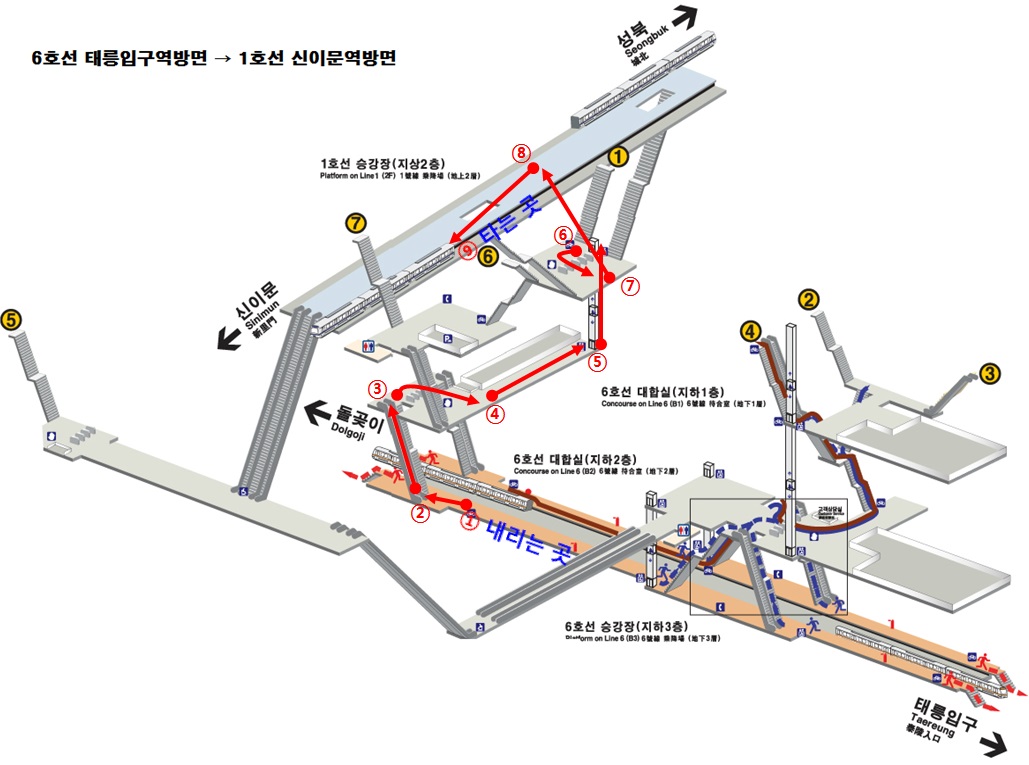 6호선 태릉입구역방면 → 1호선 신이문역방면
성북
Seongbuk
城北
⑧
1
1호선 승강장(지상2층)
Platform on Line1 (2F) 1號線 乘降場 (地上2層)
타는 곳
7
⑥
⑨
6
⑦
신이문
Sinimun
新里門
5
2
4
⑤
3
③
④
6호선 대합실(지하1층)
Concourse on Line 6 (B1) 6號線 待合室 (地下1層)
돌곶이
Dolgoji
6호선 대합실(지하2층)
Concourse on Line 6 (B2) 6號線 待合室 (地下2層)
②
①
내리는 곳
고객상담실
6호선 승강장(지하3층)
Platform on Line 6 (B3) 6號線 乘降場 (地下3層)
태릉입구
Taereung
泰陵入口